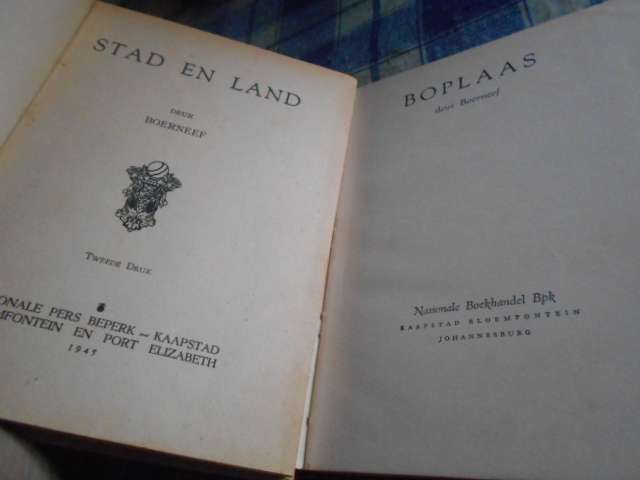 STAD EN LAND
DEUR
BOERNEEF
TWEEDE DRUK
ONALE PERS BEPERK — KAAPSTAD
MFONTEIN EN PORT ELIZABETH
1945
BOPLAAS
deur Boerneef
Nasionale Boekhandel Bpk
KAAPSTAD BLOEMFONTEIN
JOHANNESBURG